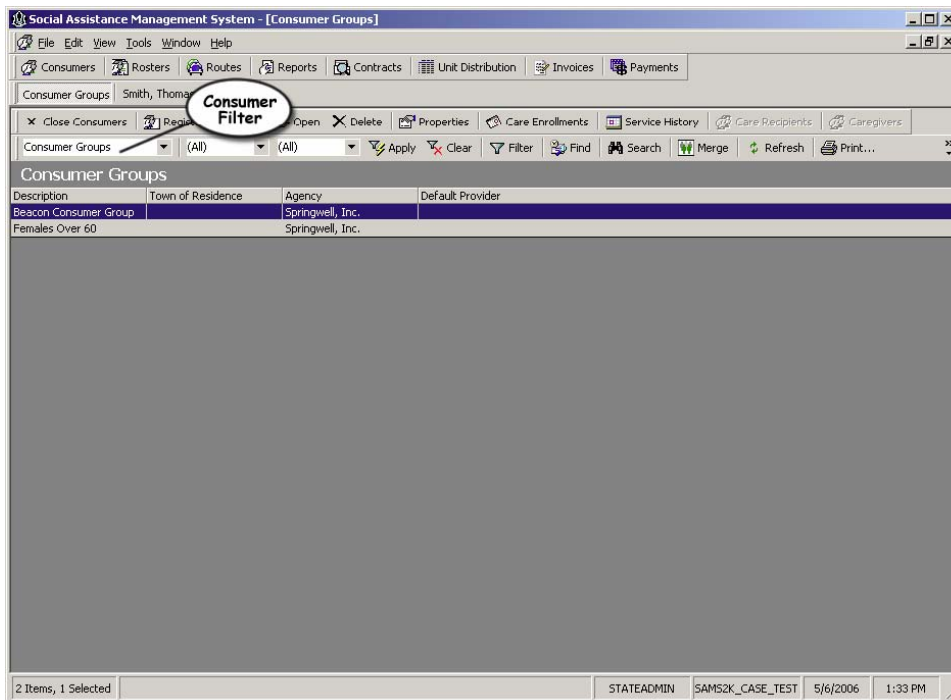 Social Assistance Management System - [Consumer Groups]
File Edit View Tools Window Help
Consumers Rosters Routes Reports Contracts Unit Distribution Invoices Payments
Consumer Groups Smith,
Consumer
Filter
Close Consumers Open Delete Properties Care Enrollments Service History Care Recipients Caregivers
Consumer Groups (All) (All) Apply Clear Filter Find Search Merge Refresh Print...
Consumer Groups
Description Town of Residence Agency Default Provider
Beacon Consumer Group Springwell, Inc.
Females Over 60 Springwell, Inc.
2 Items, 1 Selected STATEADMIN SAMS2K_CASE_TEST 5/6/2006 1:33 PM